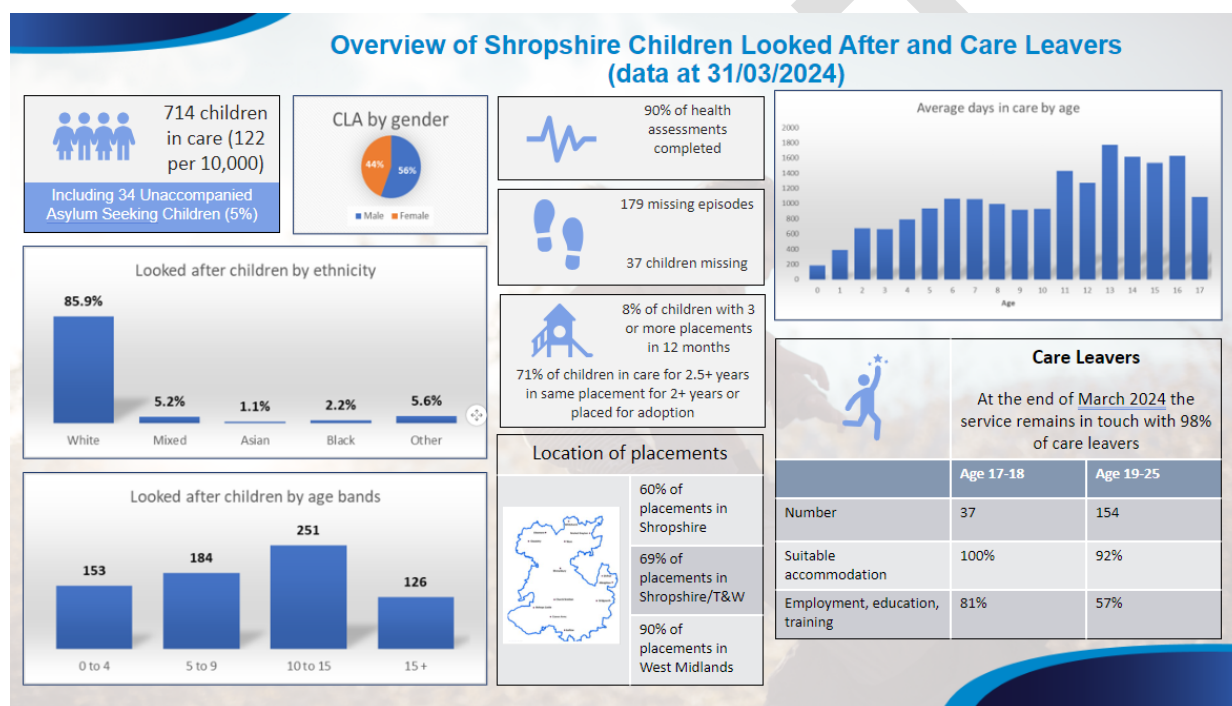 Overview of Shropshire Children Looked After and Care Leavers
(data at 31/03/2024)
714 children
in care (122
per 10,000)
Including 34 Unaccompanied
Asylum Seeking Children (5%)
CLA by gender
44%
56%
Male Female
Looked after children by ethnicity
85.9%
5.2%
1.1%
2.2%
5.6%
White Mixed Asian Black Other
Looked after children by age bands
153
184
251
126
0 to 4 5 to 9 10 to 15 15 +
90% of health
assessments
completed
179 missing episodes
37 children missing
8% of children with 3
or more placements
in 12 months
71% of children in care for 2.5+ years
in same placement for 2+ years or
placed for adoption
Location of placements
60% of
placements in
Shropshire
69% of
placements in
Shropshire/T&W
90% of
placements in
West Midlands
Average days in care by age
2000
1800
1600
1400
1200
1000
800
600
400
200
0
0 1 2 3 4 5 6 7 8 9 10 11 12 13 14 15 16 17
Age
Care Leavers
At the end of March 2024 the
service remains in touch with 98%
of care leavers
Age 17-18 Age 19-25
Number 37 154
Suitable
accommodation 100% 92%
Employment, education,
training 81% 57%